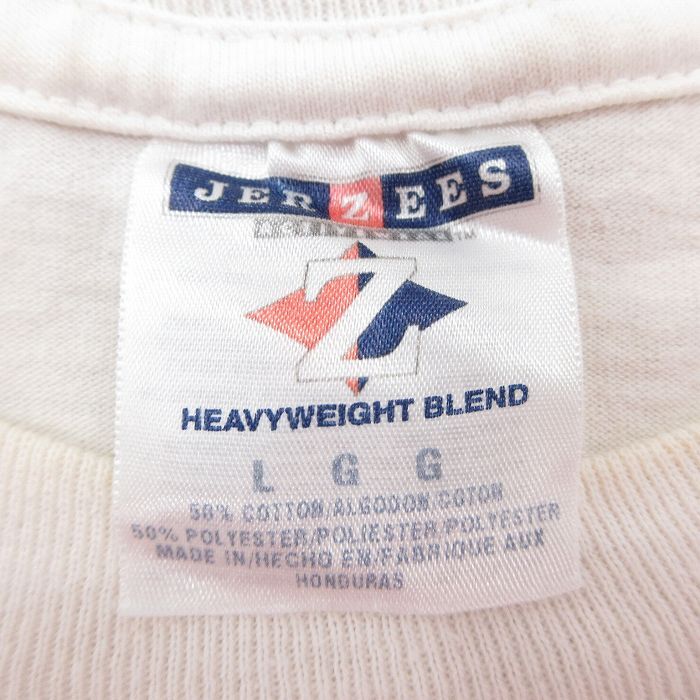 JERZEES
Z
HEAVYWEIGHT BLEND
L G G
50% COTTON/ALGODON/COTON
50% POLYESTER/POLIESTER/POLYESTER
MADE IN/HECHO EN/FABRIQUE AUX
HONDURAS